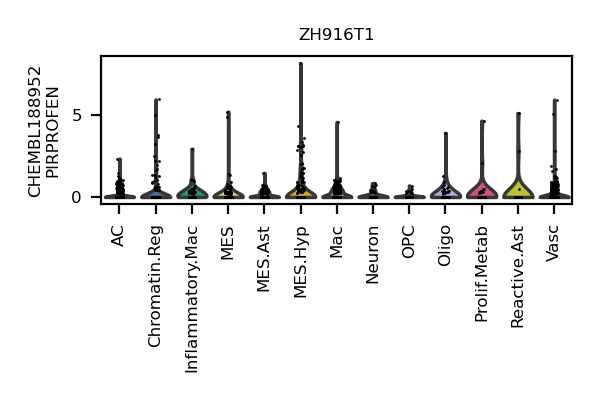 ZH916T1
CHEMBL188952
PIRPROFEN
5
0
AC
Chromatin.Reg
Inflammatory.Mac
MES
MES.Ast
MES.Hyp
Mac
Neuron
OPC
Oligo
Prolif.Metab
Reactive.Ast
Vasc